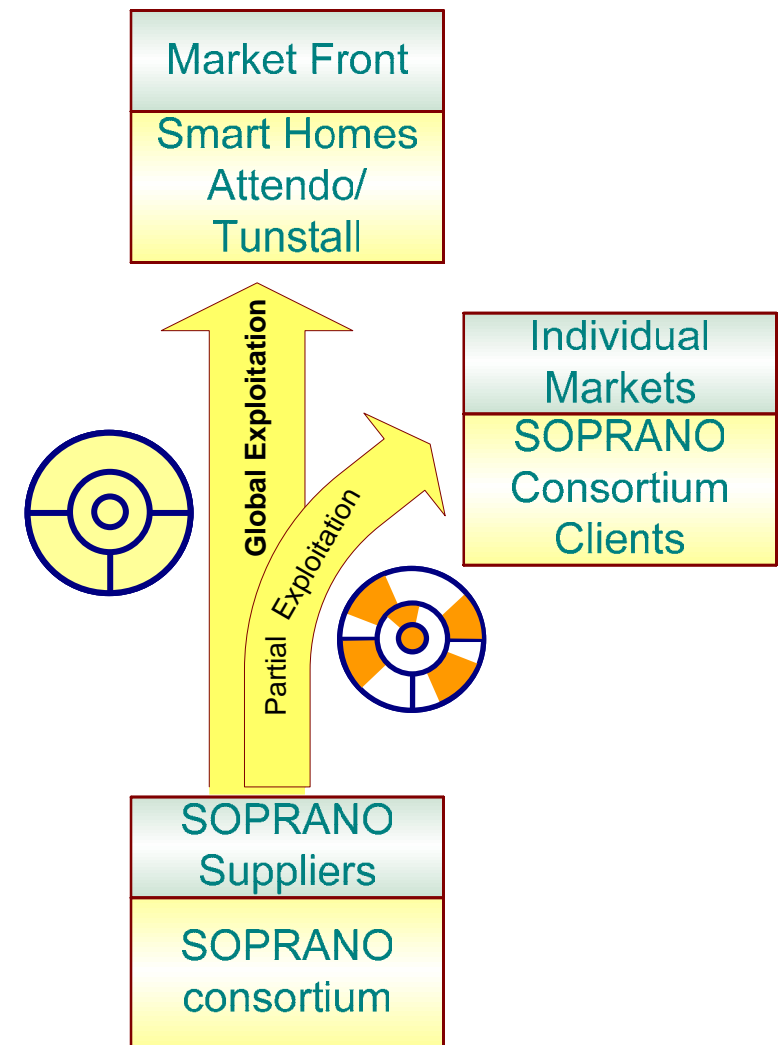 Market Front
Smart Homes
Attendo/
Tunstall
Global Exploitation
Partial Exploitation
Individual
Markets
SOPRANO
Consortium
Clients
SOPRANO
Suppliers
SOPRANO
consortium